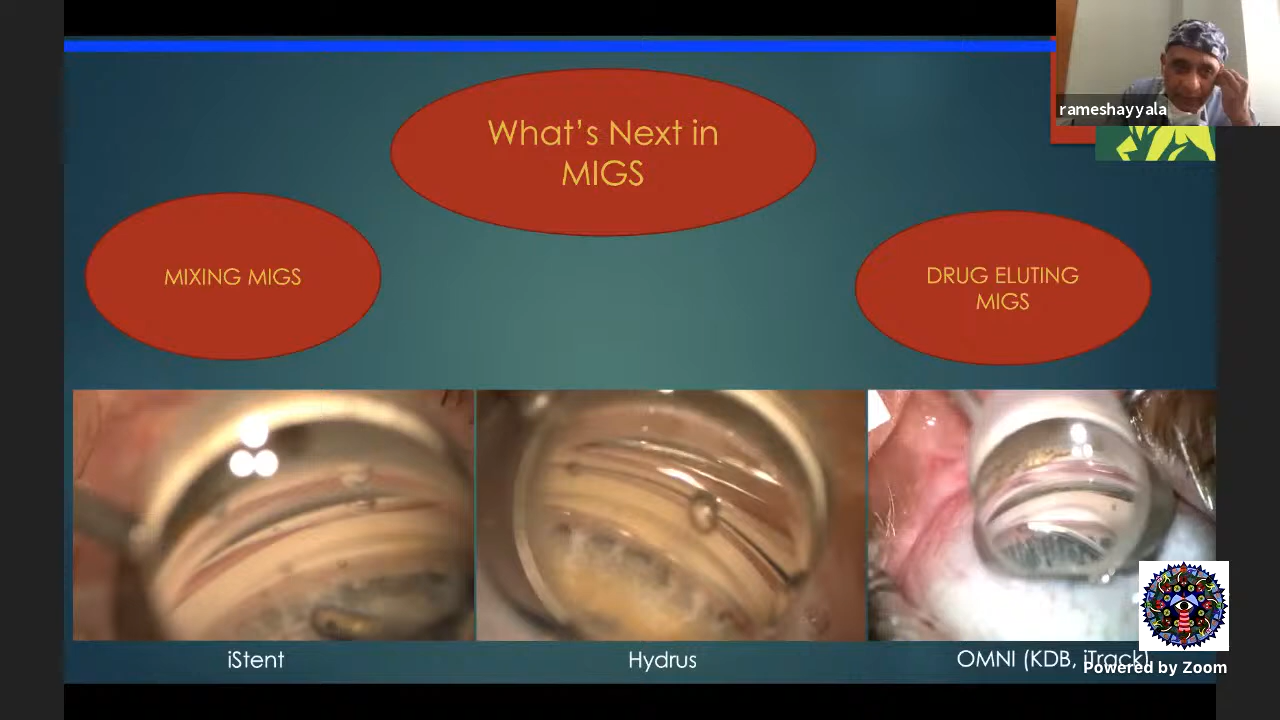 rameshayyala
What's Next in
MIGS
MIXING MIGS
DRUG ELUTING
MIGS
iStent
Hydrus
OMNI (KDB, iTrack)
Powered by Zoom